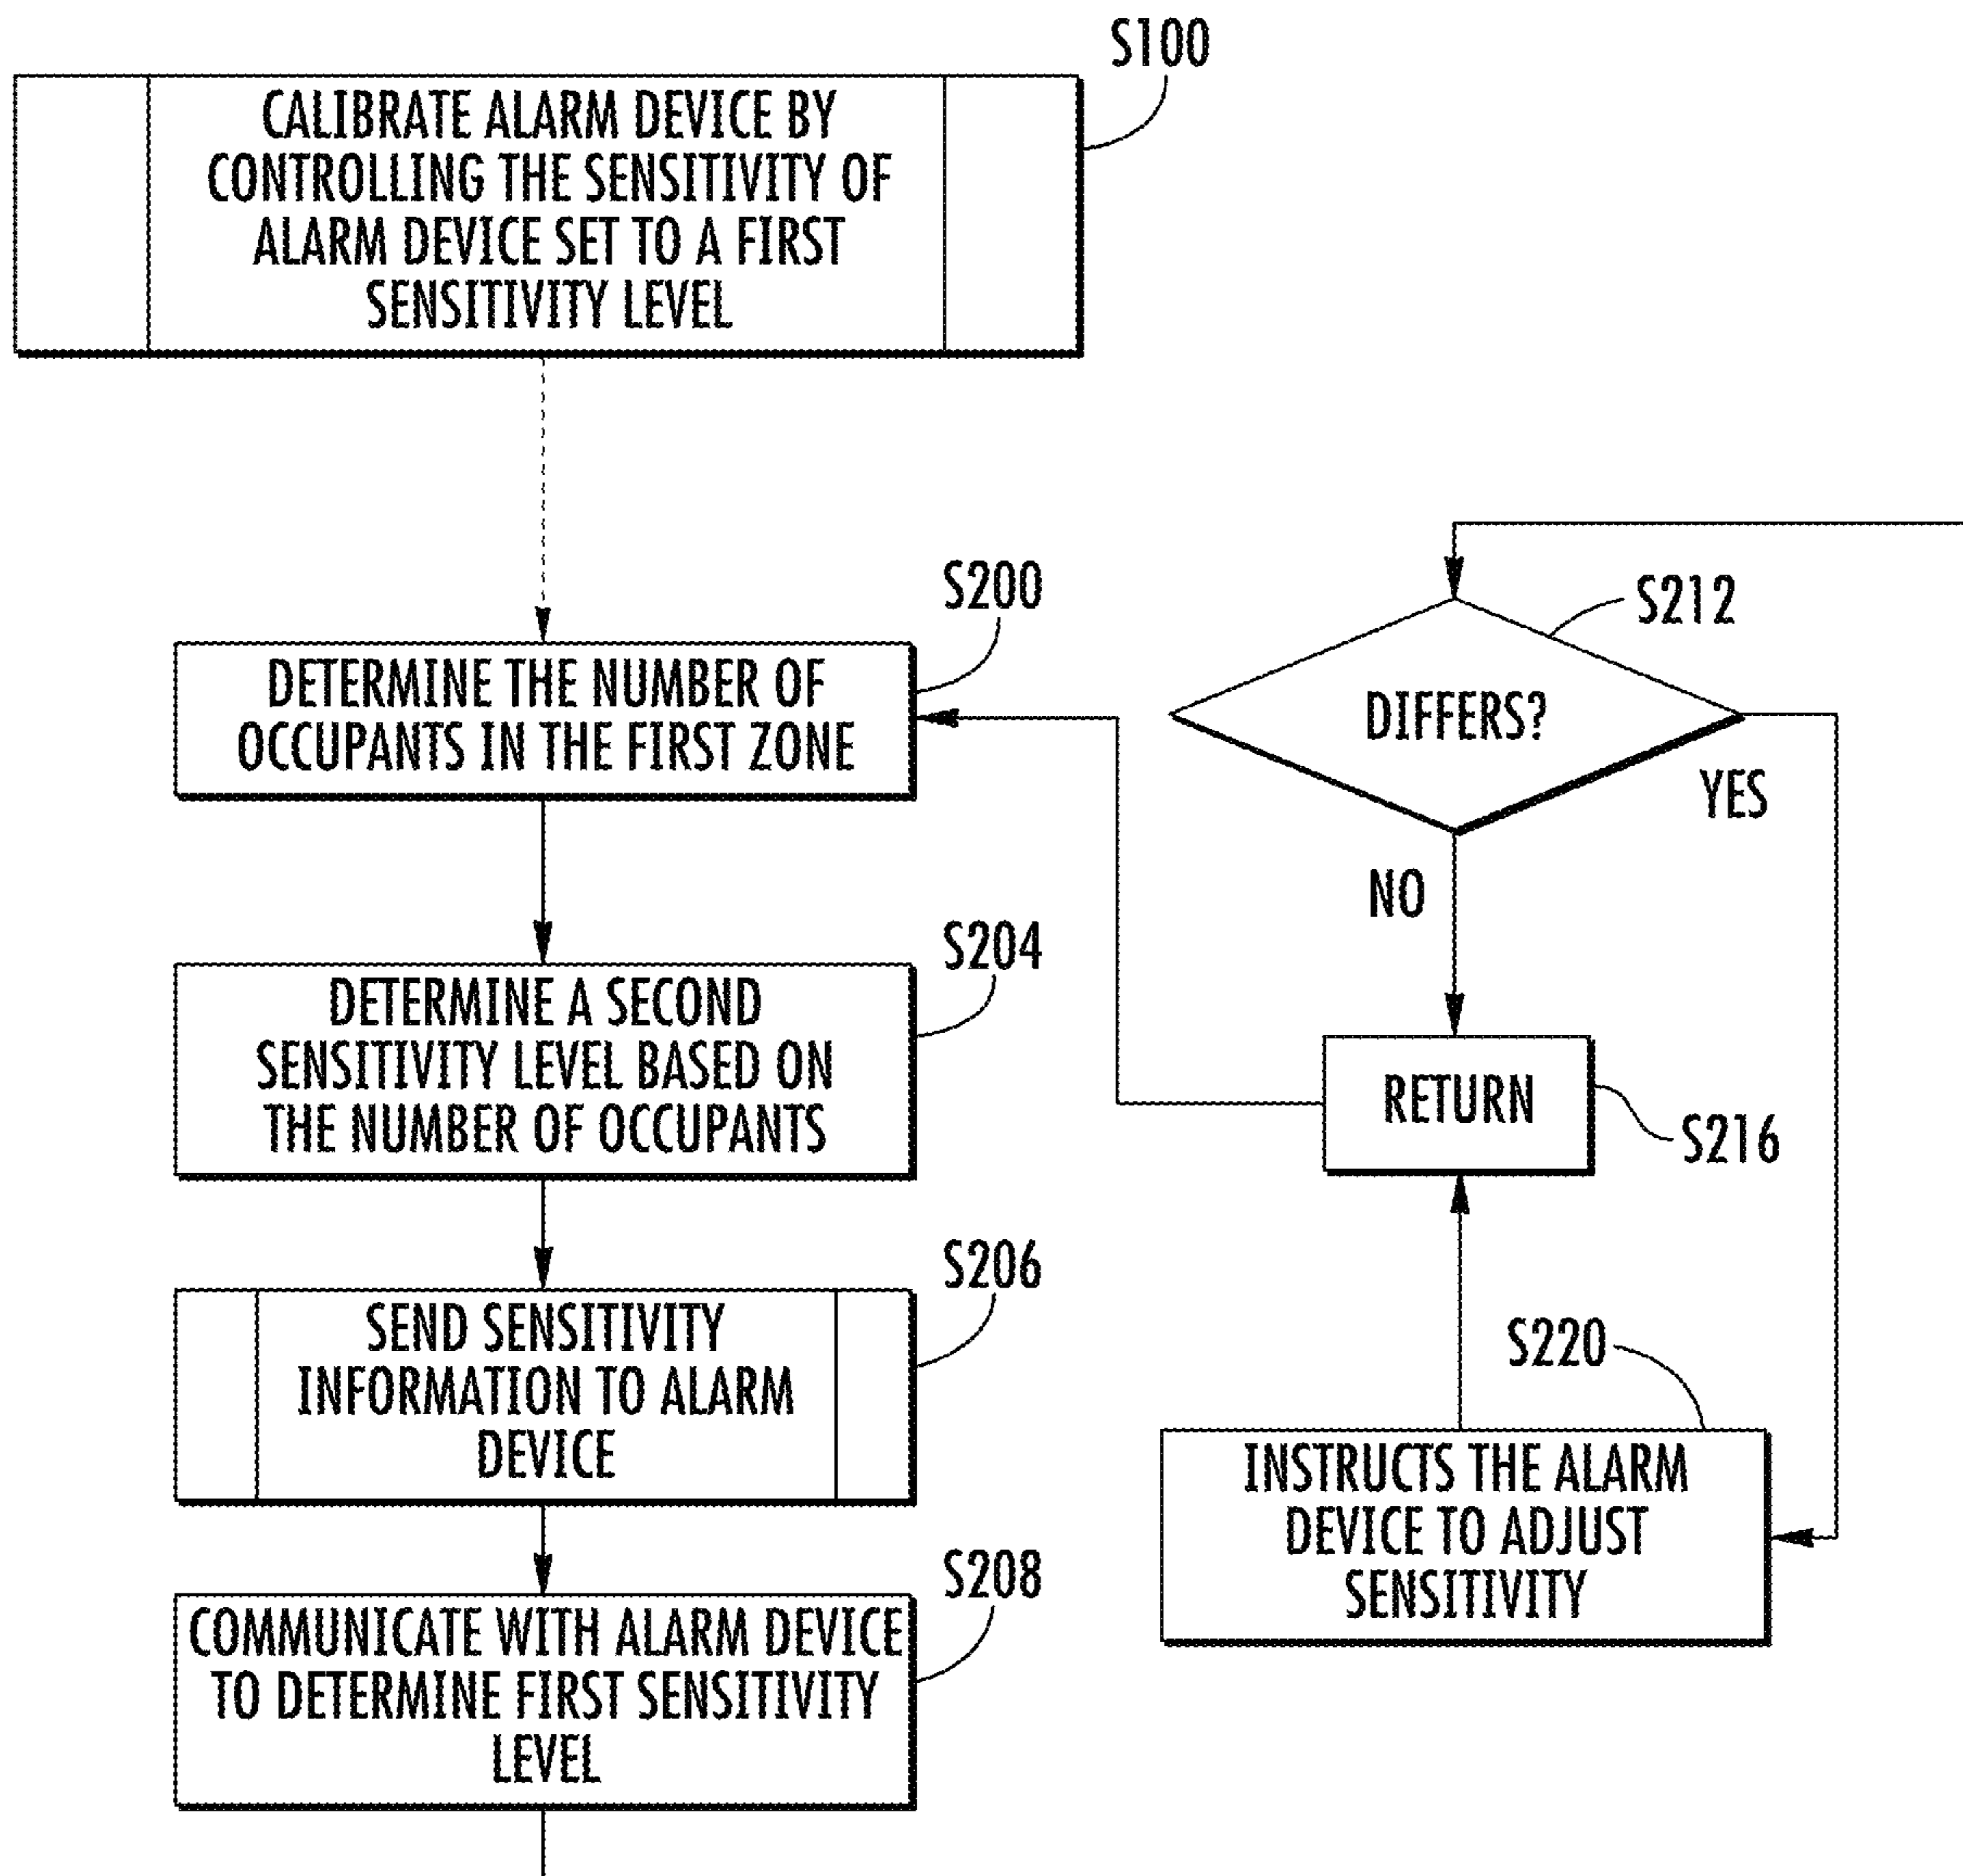 S100
CALIBRATE ALARM DEVICE BY
CONTROLLING THE SENSITIVITY OF
ALARM DEVICE SET TO A FIRST
SENSITIVITY LEVEL
S200
DETERMINE THE NUMBER OF
OCCUPANTS IN THE FIRST ZONE
S204
DETERMINE A SECOND
SENSITIVITY LEVEL BASED ON
THE NUMBER OF OCCUPANTS
S206
SEND SENSITIVITY
INFORMATION TO ALARM
DEVICE
S208
COMMUNICATE WITH ALARM DEVICE
TO DETERMINE FIRST SENSITIVITY
LEVEL
S212
DIFFERS?
YES
NO
RETURN
S216
S220
INSTRUCTS THE ALARM
DEVICE TO ADJUST
SENSITIVITY